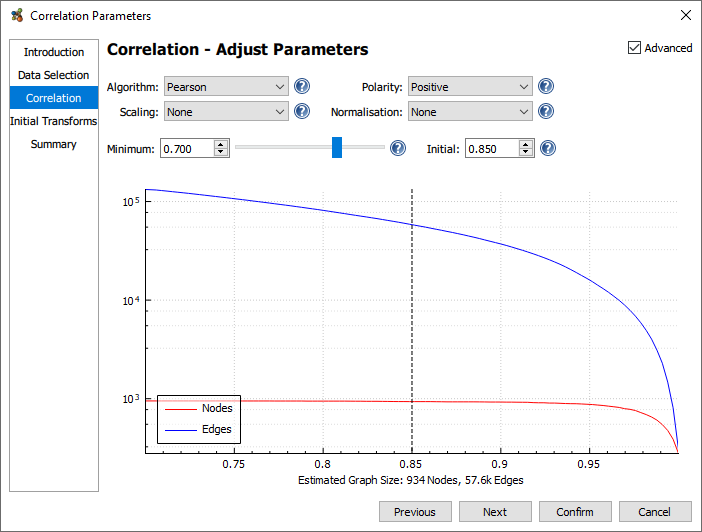 Correlation Parameters
Introduction
Data Selection
Correlation
Initial Transforms
Summary
Correlation - Adjust Parameters
Advanced
Algorithm: Pearson ? Polarity: Positive ?
Scaling: None ? Normalisation: None ?
Minimum: 0.700 ? Initial: 0.850 ?
10^5
10^4
10^3
Nodes
Edges
0.75 0.8 0.85 0.9 0.95
Estimated Graph Size: 934 Nodes, 57.6k Edges
Previous Next Confirm Cancel